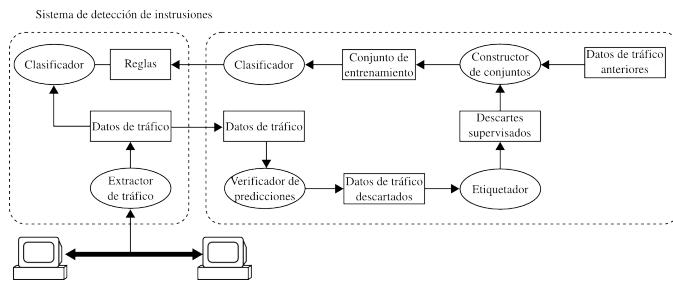 Sistema de detección de instrusiones
Clasificador
Reglas
Clasificador
Conjunto de
entrenamiento
Constructor
de conjuntos
Datos de tráfico
anteriores
Datos de tráfico
Datos de tráfico
Descartes
supervisados
Extractor
de tráfico
Verificador de
predicciones
Datos de tráfico
descartados
Etiquetador